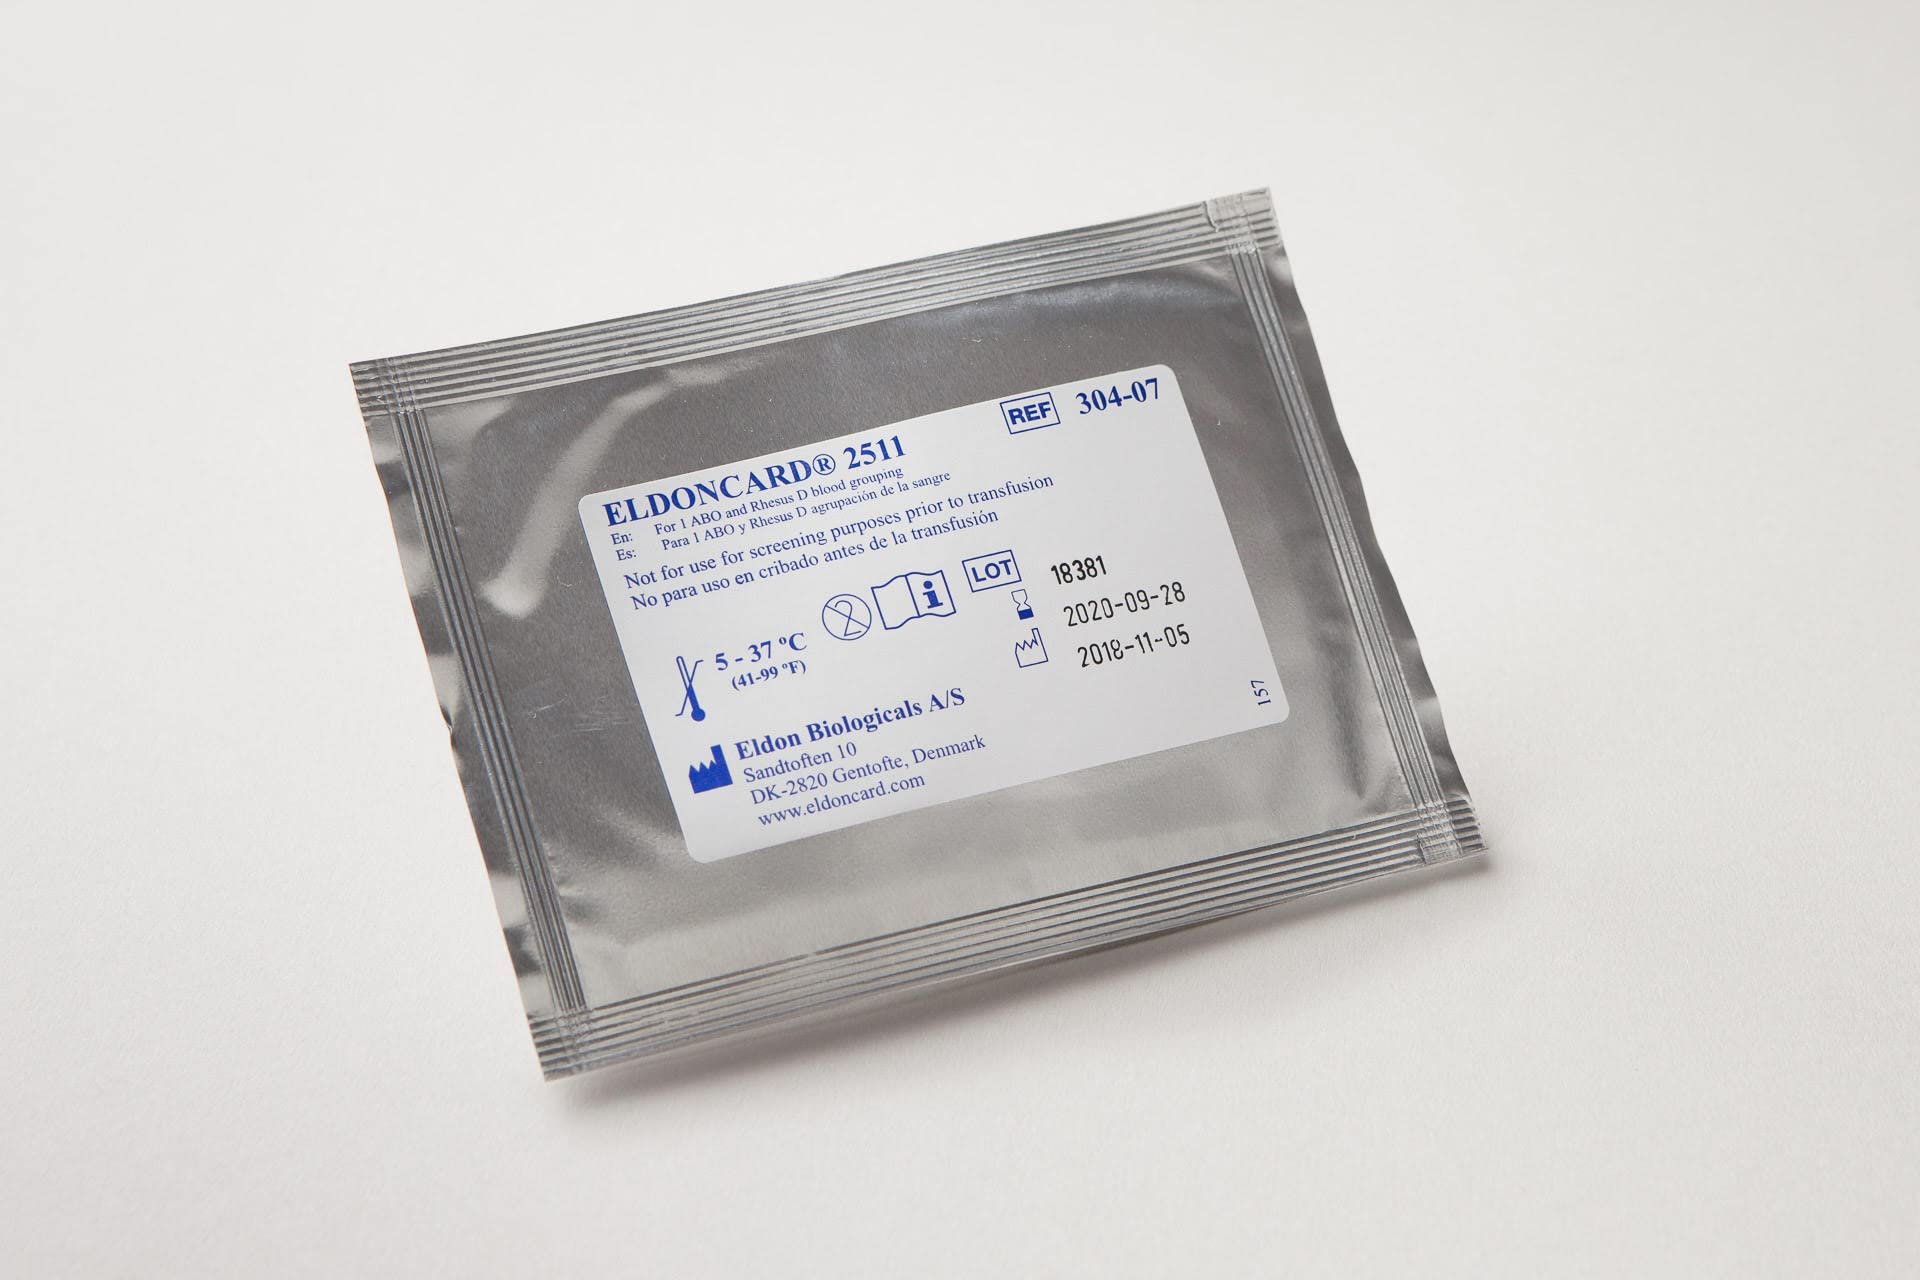 REF 304-07
ELDONCARD® 2511
En: For 1 ABO and Rhesus D blood grouping
Es: Para 1 ABO y Rhesus D agrupación de la sangre
Not for use for screening purposes prior to transfusion
No para uso en cribado antes de la transfusión
2
i
LOT 18381
2020-09-28
2018-11-05
5 - 37 ºC
(41-99 ºF)
157
Eldon Biologicals A/S
Sandtoften 10
DK-2820 Gentofte, Denmark
www.eldoncard.com